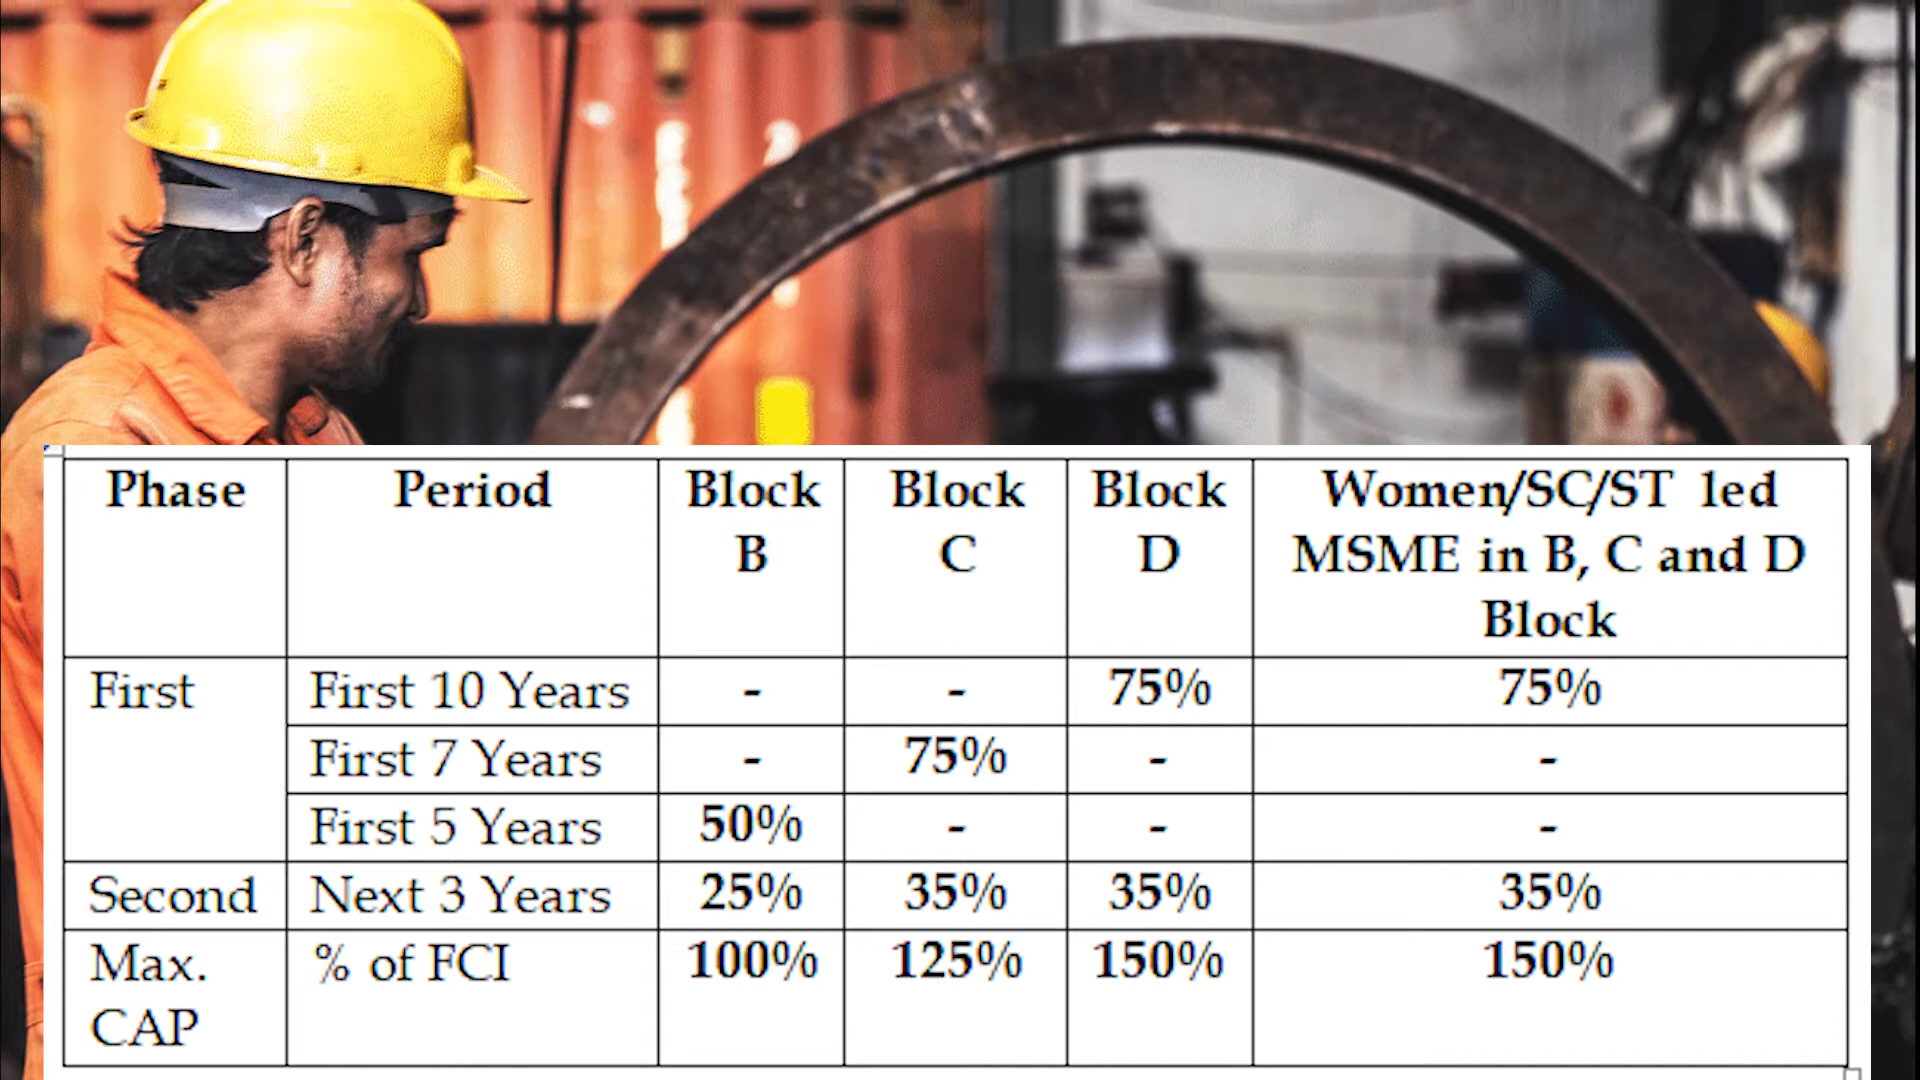 Phase Period Block B Block C Block D Women/SC/ST led MSME in B, C and D Block
First First 10 Years - - 75% 75%
First 7 Years - 75% - -
First 5 Years 50% - - -
Second Next 3 Years 25% 35% 35% 35%
Max. CAP % of FCI 100% 125% 150% 150%